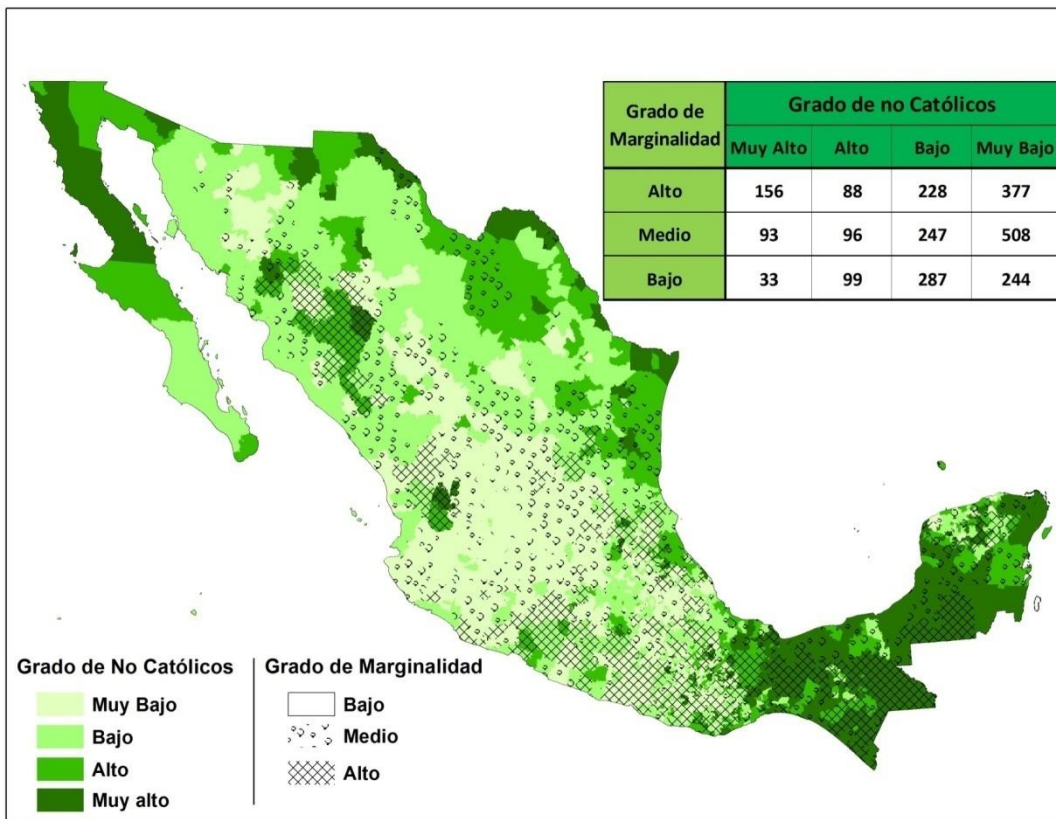 Grado de Marginalidad
Grado de no Católicos
Muy Alto Alto Bajo Muy Bajo
Alto 156 88 228 377
Medio 93 96 247 508
Bajo 33 99 287 244
Grado de No Católicos
Muy Bajo
Bajo
Alto
Muy alto
Grado de Marginalidad
Bajo
Medio
Alto